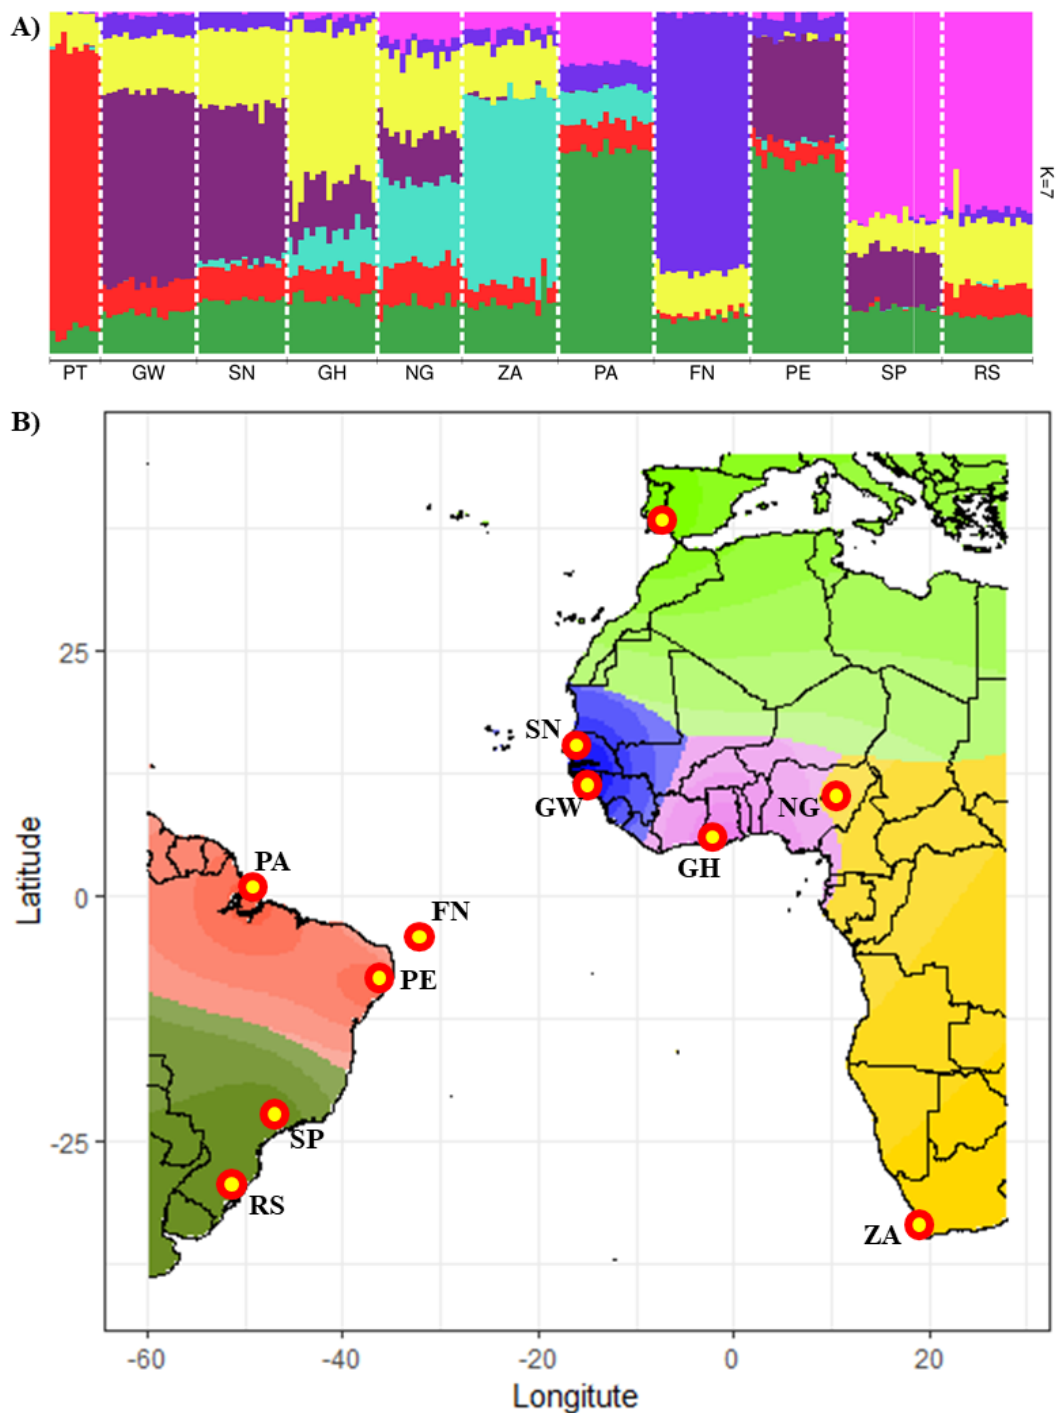 A)
K=7
PT GW SN GH NG ZA PA FN PE SP RS
B)
25
SN
GW
NG
GH
PA
0
FN
PE
Latitude
-25
SP
RS
ZA
-60 -40 -20 0 20
Longitute